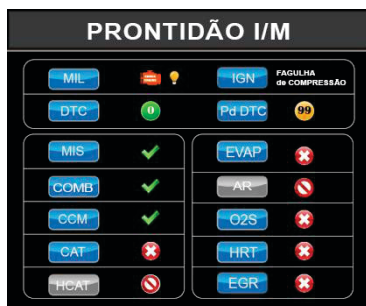 PRONTIDÃO I/M
MIL
IGN
FAGULHA
de COMPRESSÃO
DTC
0
Pd DTC
99
MIS
EVAP
COMB
AR
CCM
O2S
CAT
HRT
HCAT
EGR